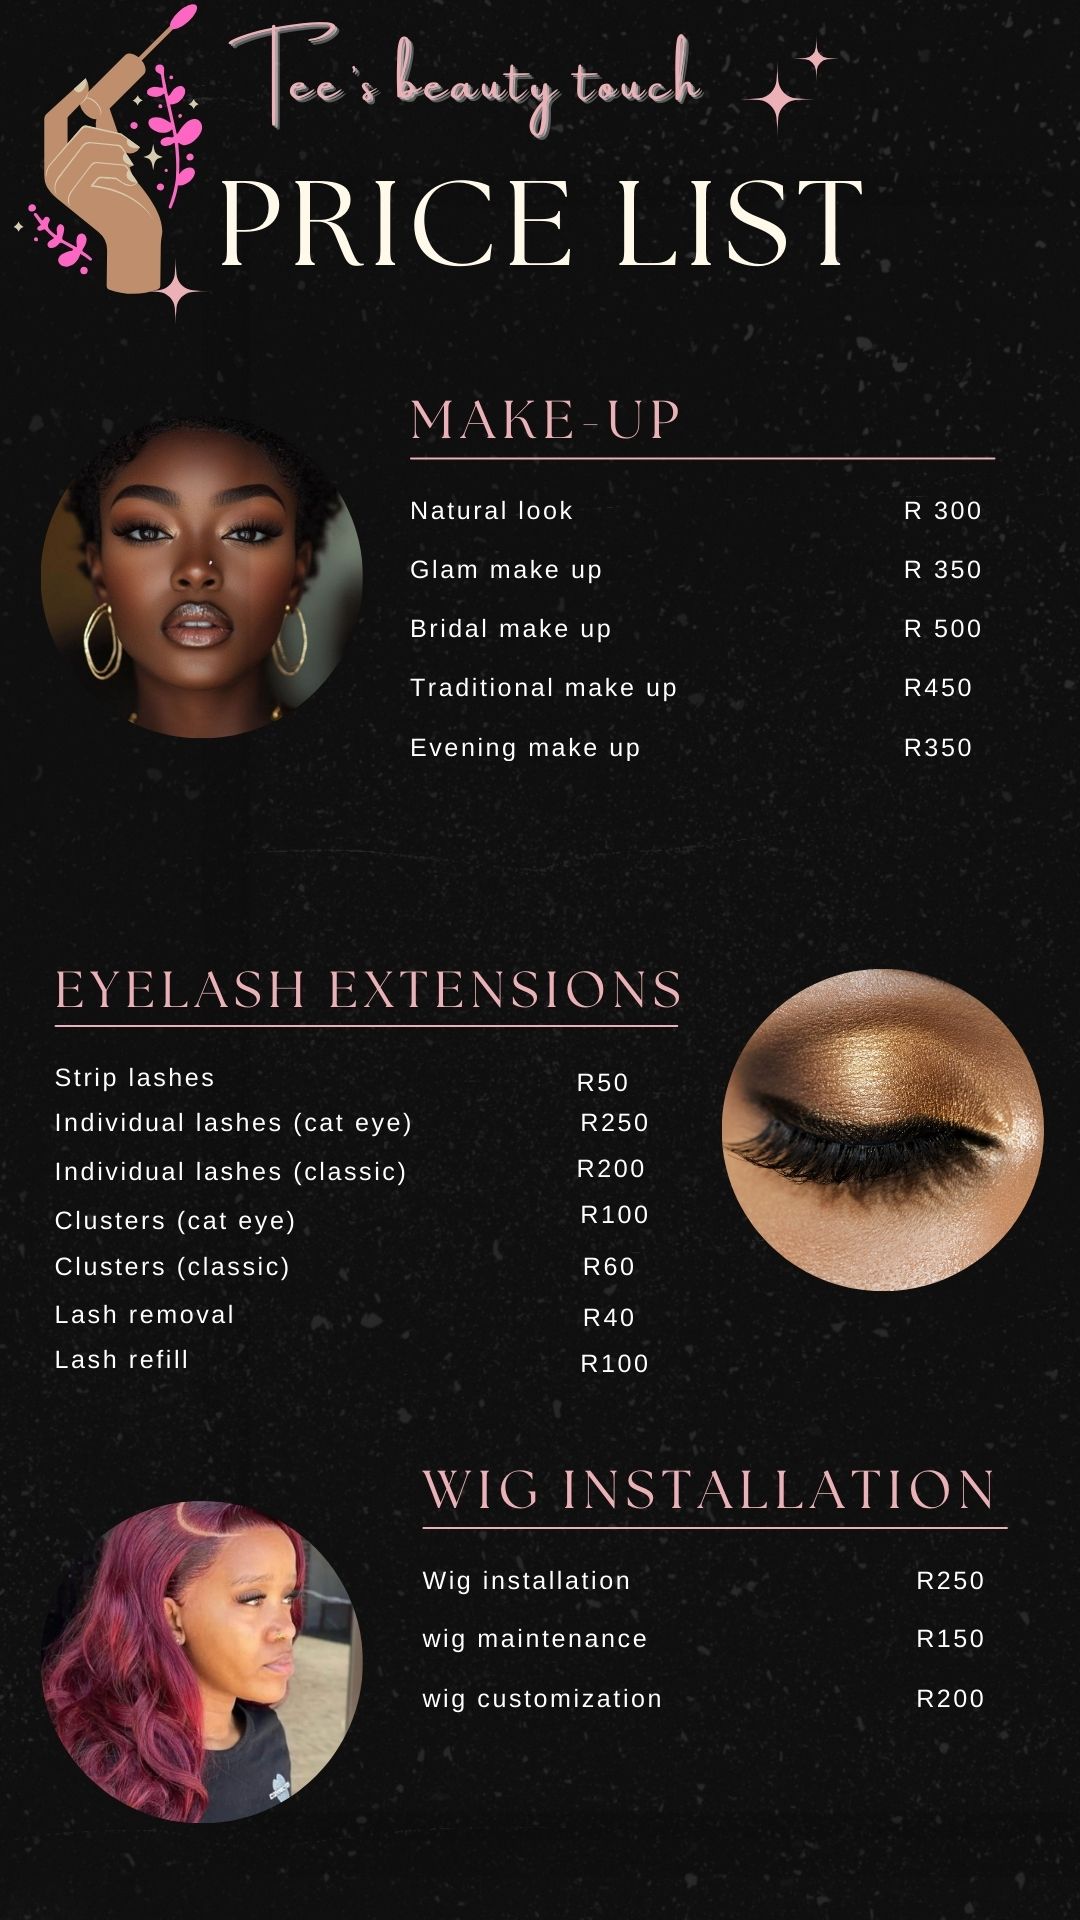 Tee's beauty touch
PRICE LIST
MAKE-UP
Natural look R 300
Glam make up R 350
Bridal make up R 500
Traditional make up R450
Evening make up R350
EYELASH EXTENSIONS
Strip lashes R50
Individual lashes (cat eye) R250
Individual lashes (classic) R200
Clusters (cat eye) R100
Clusters (classic) R60
Lash removal R40
Lash refill R100
WIG INSTALLATION
Wig installation R250
wig maintenance R150
wig customization R200